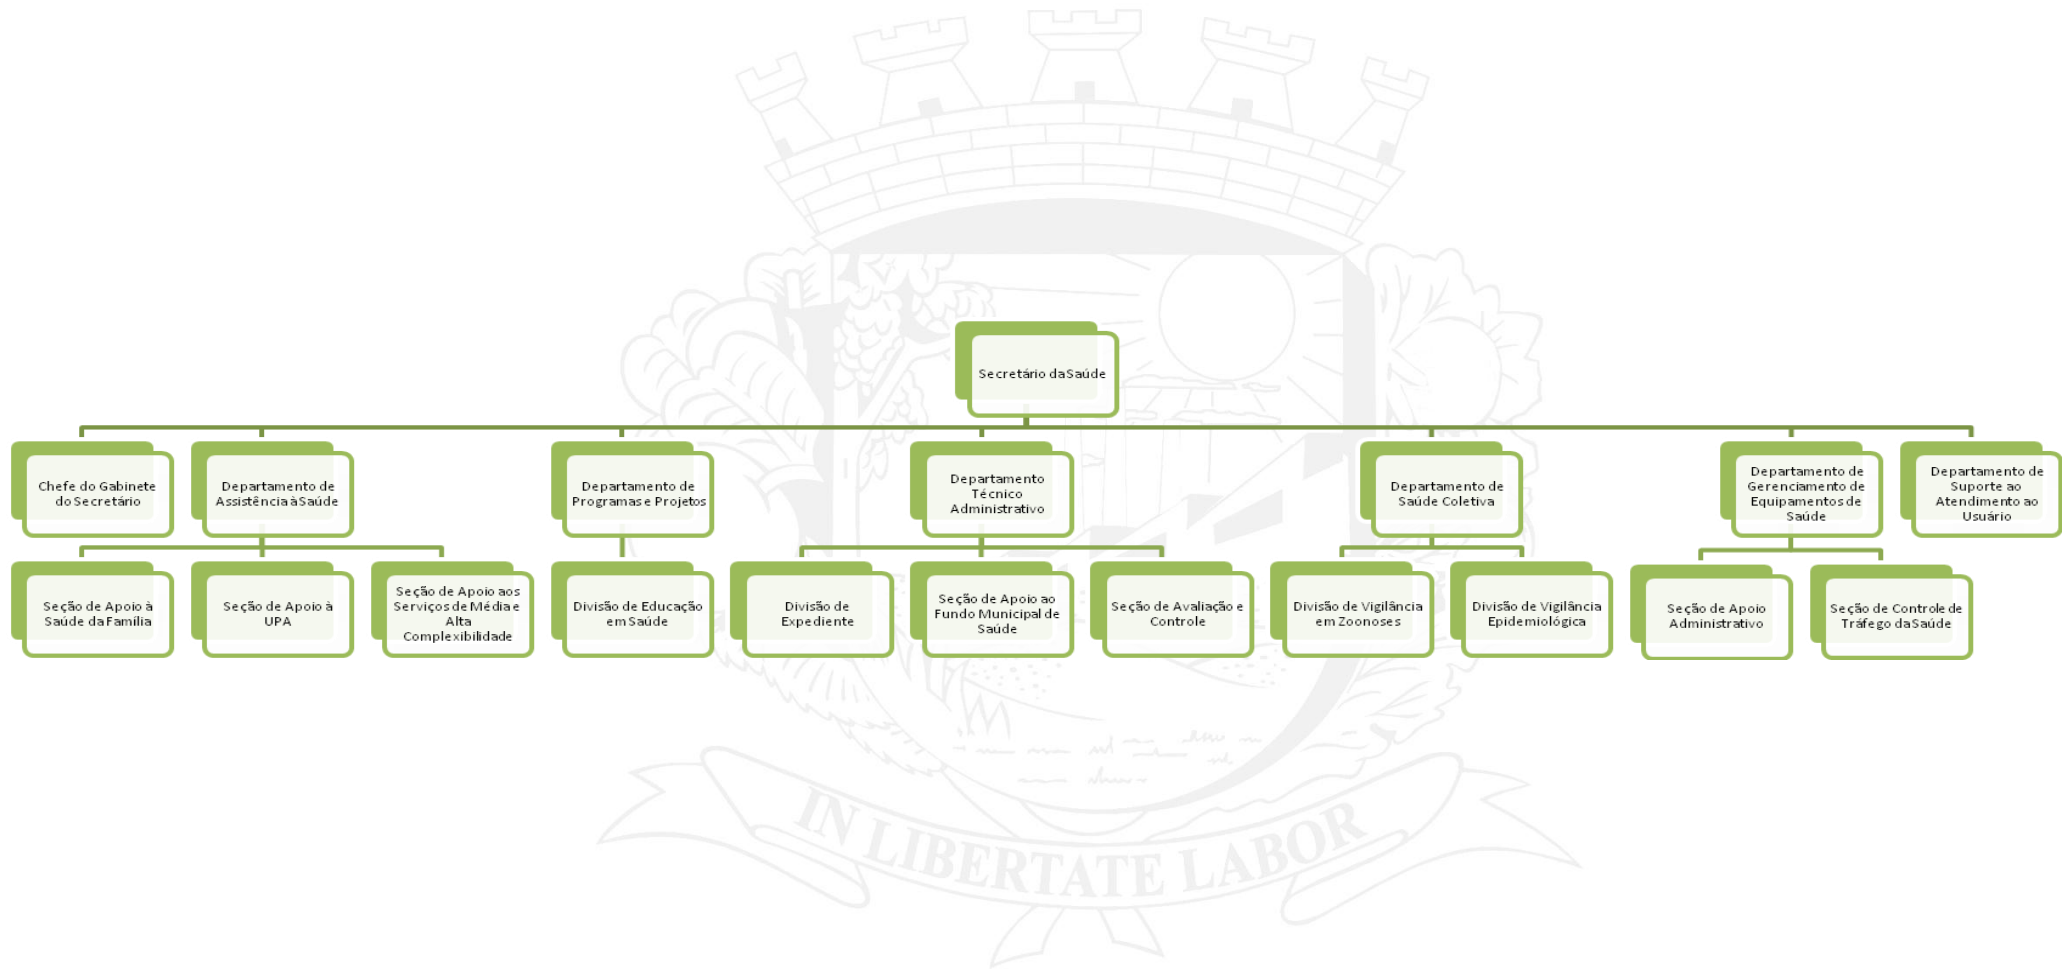 Secretário da Saúde
Chefe do Gabinete
do Secretário
Departamento de
Assistência à Saúde
Departamento de
Programas e Projetos
Departamento
Técnico
Administrativo
Departamento de
Saúde Coletiva
Departamento de
Gerenciamento de
Equipamentos de
Saúde
Departamento de
Suporte ao
Atendimento ao
Usuário
Seção de Apoio à
Saúde da Família
Seção de Apoio à
UPA
Seção de Apoio aos
Serviços de Média e
Alta
Complexibilidade
Divisão de Educação
em Saúde
Divisão de
Expediente
Seção de Apoio ao
Fundo Municipal de
Saúde
Seção de Avaliação e
Controle
Divisão de Vigilância
em Zoonoses
Divisão de Vigilância
Epidemiológica
Seção de Apoio
Administrativo
Seção de Controle de
Tráfego da Saúde
IN LIBERTATE LABOR